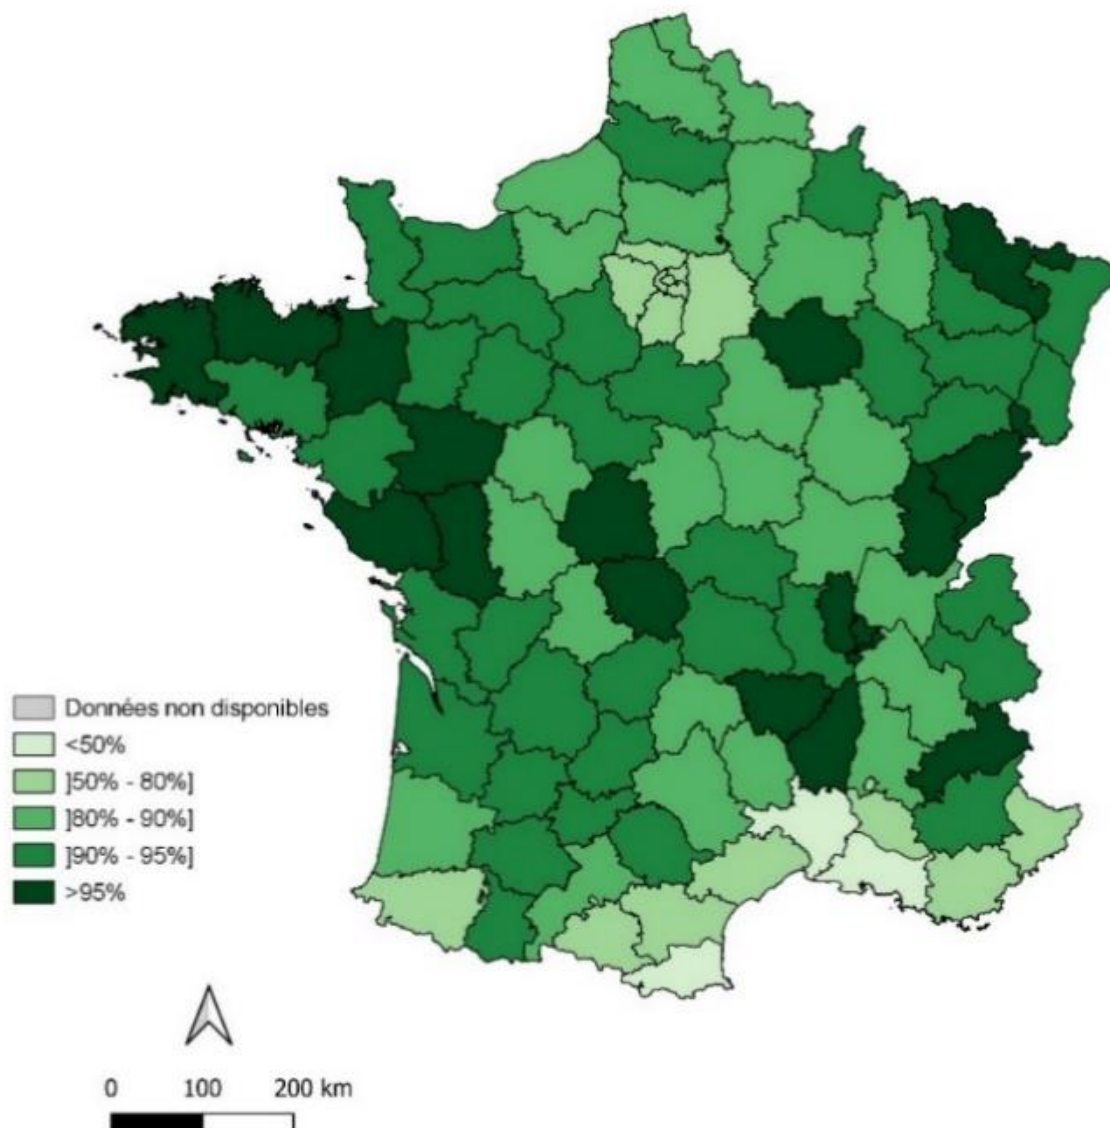 Données non disponibles
<50%
]50% - 80%]
]80% - 90%]
]90% - 95%]
>95%
0 100 200 km